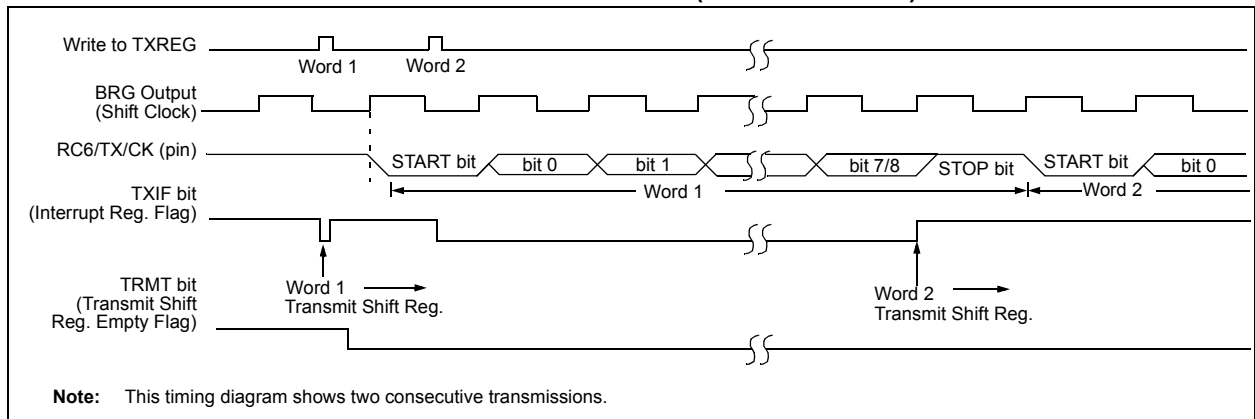 Write to TXREG
Word 1 Word 2
BRG Output
(Shift Clock)
RC6/TX/CK (pin)
START bit bit 0 bit 1 bit 7/8 STOP bit START bit bit 0
Word 1 Word 2
TXIF bit
(Interrupt Reg. Flag)
Word 1
Transmit Shift Reg.
Word 2
Transmit Shift Reg.
TRMT bit
(Transmit Shift
Reg. Empty Flag)
Note: This timing diagram shows two consecutive transmissions.